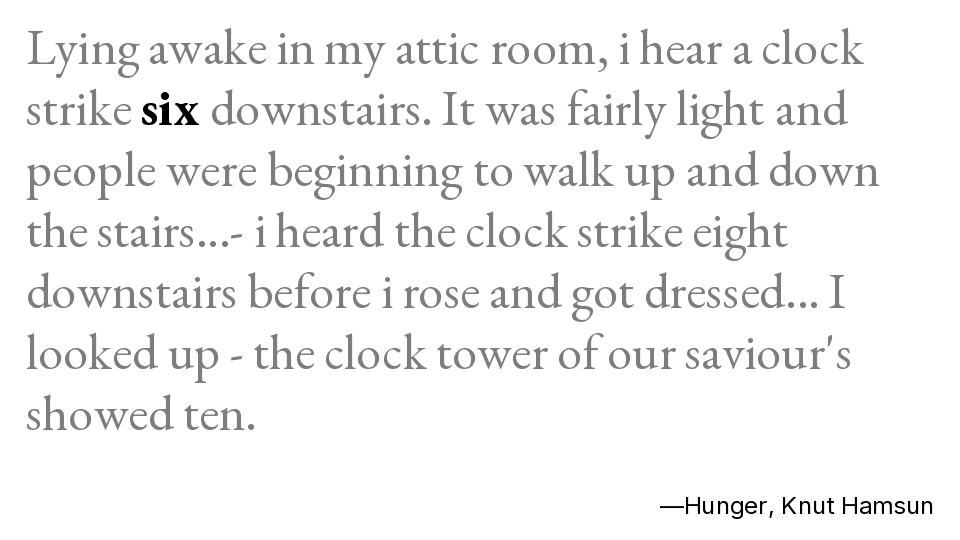 Lying awake in my attic room, i hear a clock
strike six downstairs. It was fairly light and
people were beginning to walk up and down
the stairs...- i heard the clock strike eight
downstairs before i rose and got dressed... I
looked up - the clock tower of our saviour's
showed ten.
—Hunger, Knut Hamsun